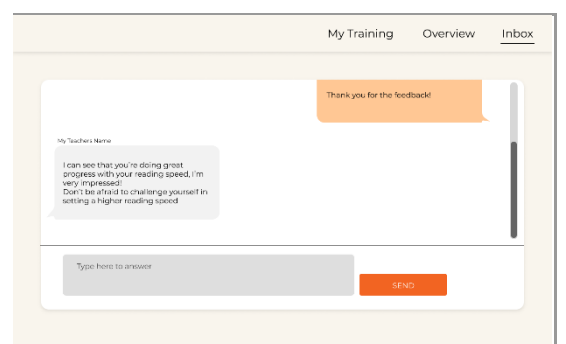 My Training Overview Inbox
Thank you for the feedback!
My Teachers Name
I can see that you're doing great
progress with your reading speed, I'm
very impressed!
Don't be afraid to challenge yourself in
setting a higher reading speed
Type here to answer
SEND